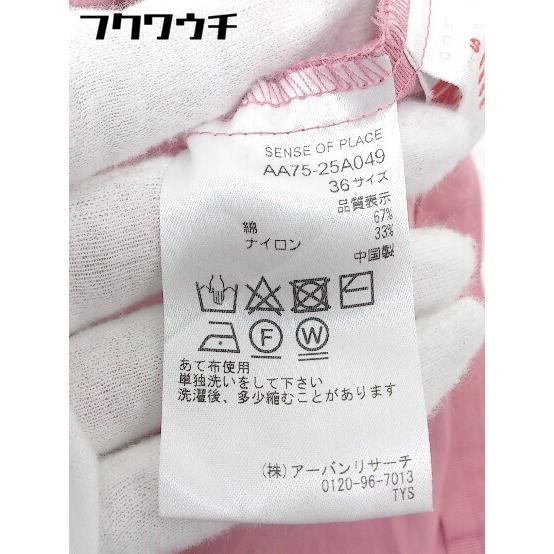 フクワウチ
SENSE OF PLACE
AA75-25A049
36サイズ
品質表示
綿 67%
ナイロン 33%
中国製
F W
あて布使用
単独洗いをして下さい
洗濯後、多少縮むことがあります
(株)アーバンリサーチ
0120-96-7013
TYS